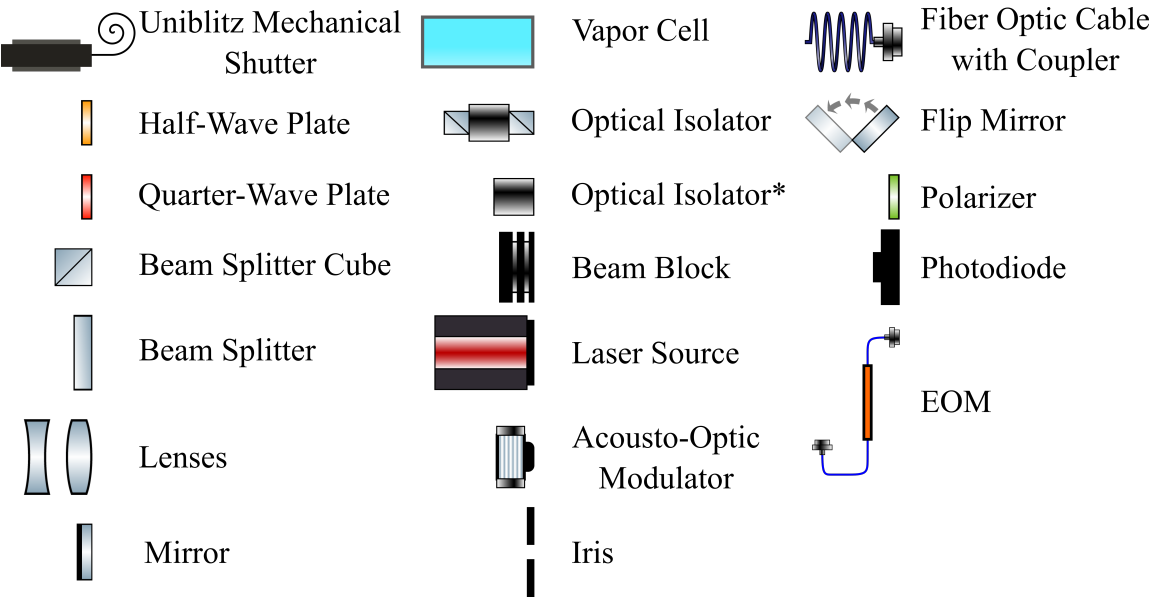 Uniblitz Mechanical
Shutter
Half-Wave Plate
Quarter-Wave Plate
Beam Splitter Cube
Beam Splitter
Lenses
Mirror
Vapor Cell
Optical Isolator
Optical Isolator*
Beam Block
Laser Source
Acousto-Optic
Modulator
Iris
Fiber Optic Cable
with Coupler
Flip Mirror
Polarizer
Photodiode
EOM